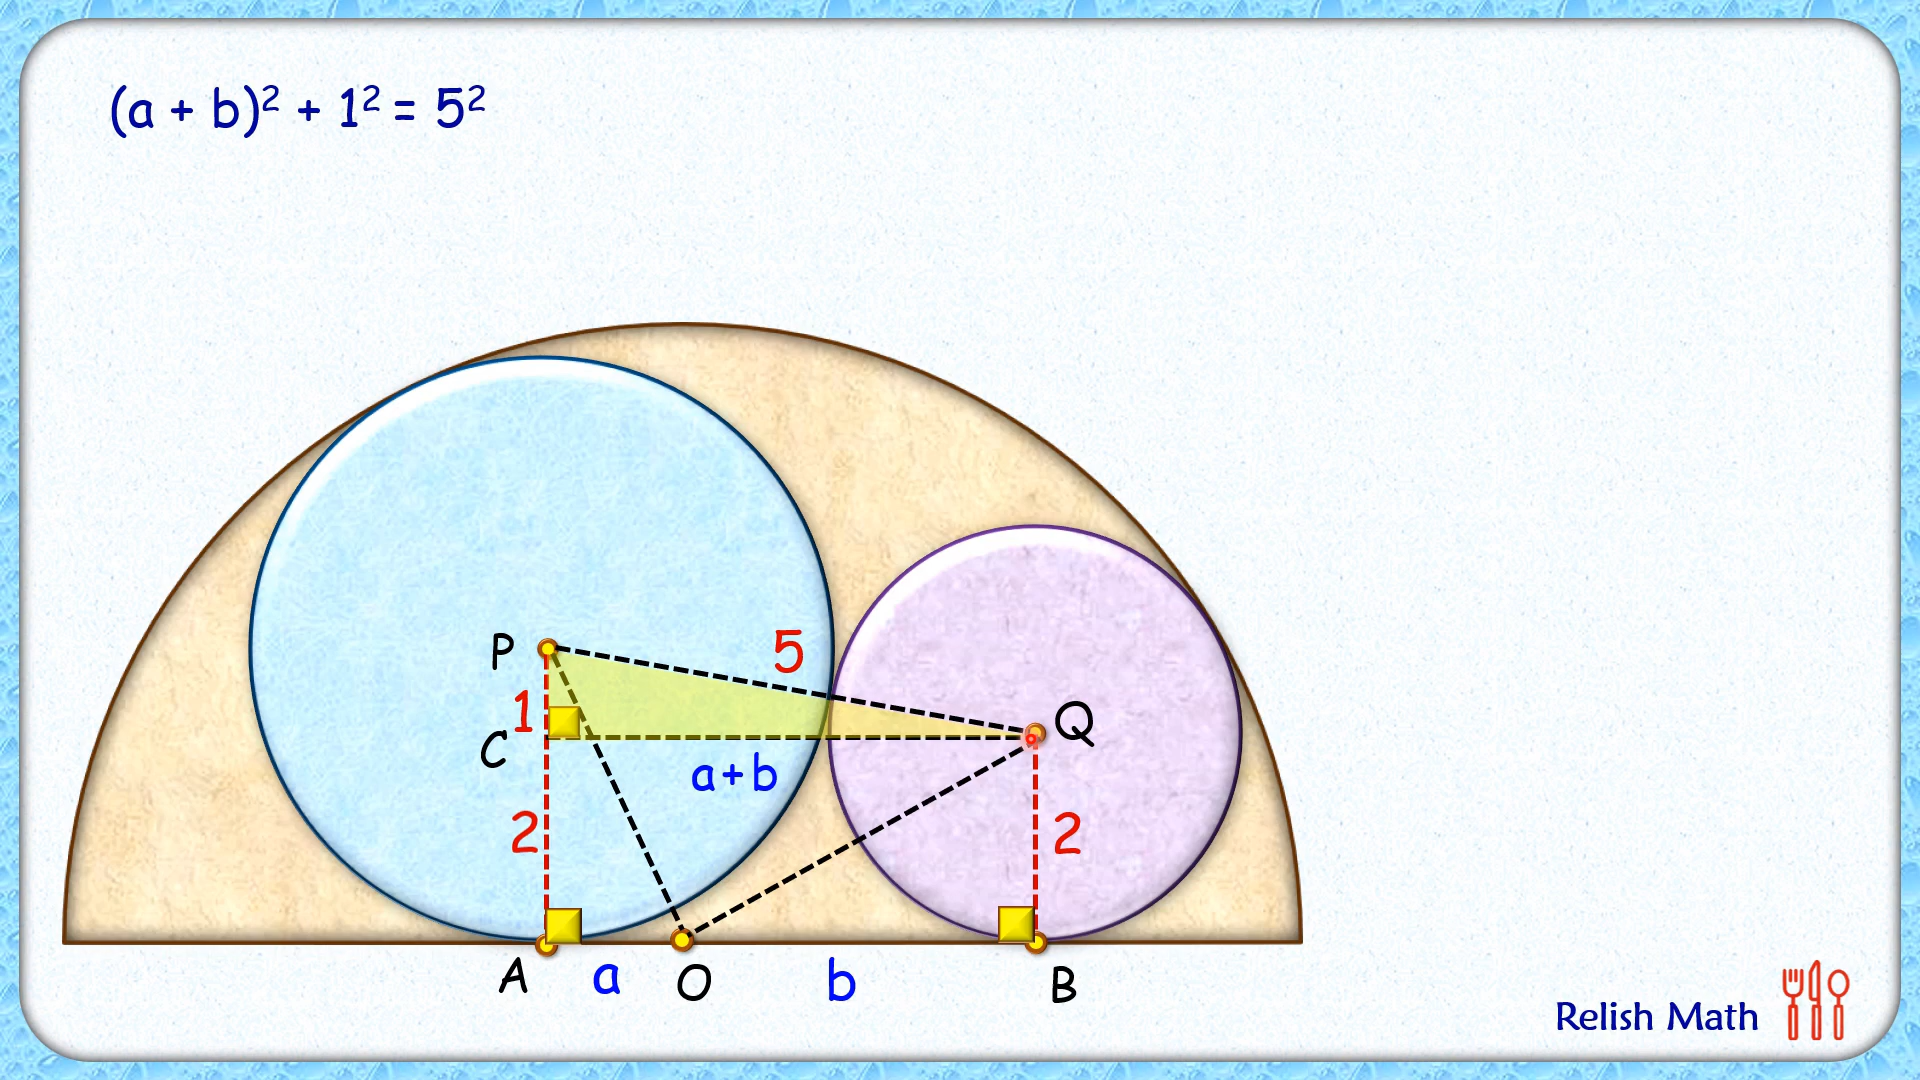 (a + b)² + 1² = 5²
P
5
1
Q
C
a+b
2
2
A
a
O
b
B
Relish Math